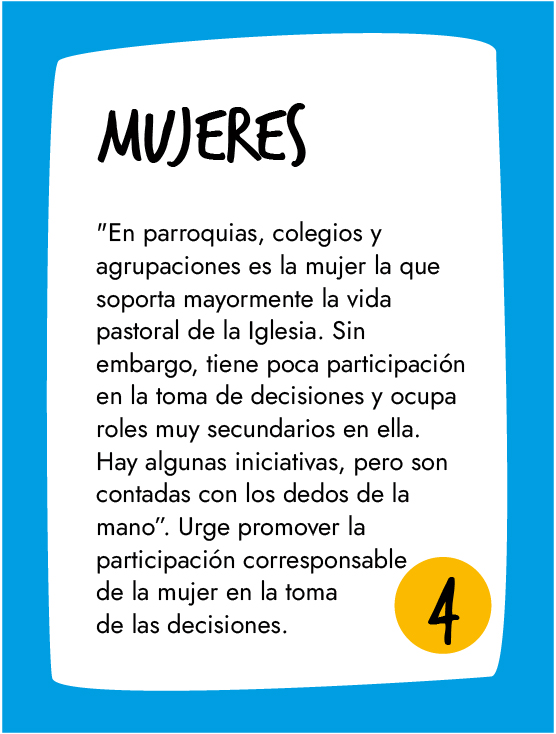 MUJERES
"En parroquias, colegios y
agrupaciones es la mujer la que
soporta mayormente la vida
pastoral de la Iglesia. Sin
embargo, tiene poca participación
en la toma de decisiones y ocupa
roles muy secundarios en ella.
Hay algunas iniciativas, pero son
contadas con los dedos de la
mano”. Urge promover la
participación corresponsable
de la mujer en la toma
de las decisiones.
4